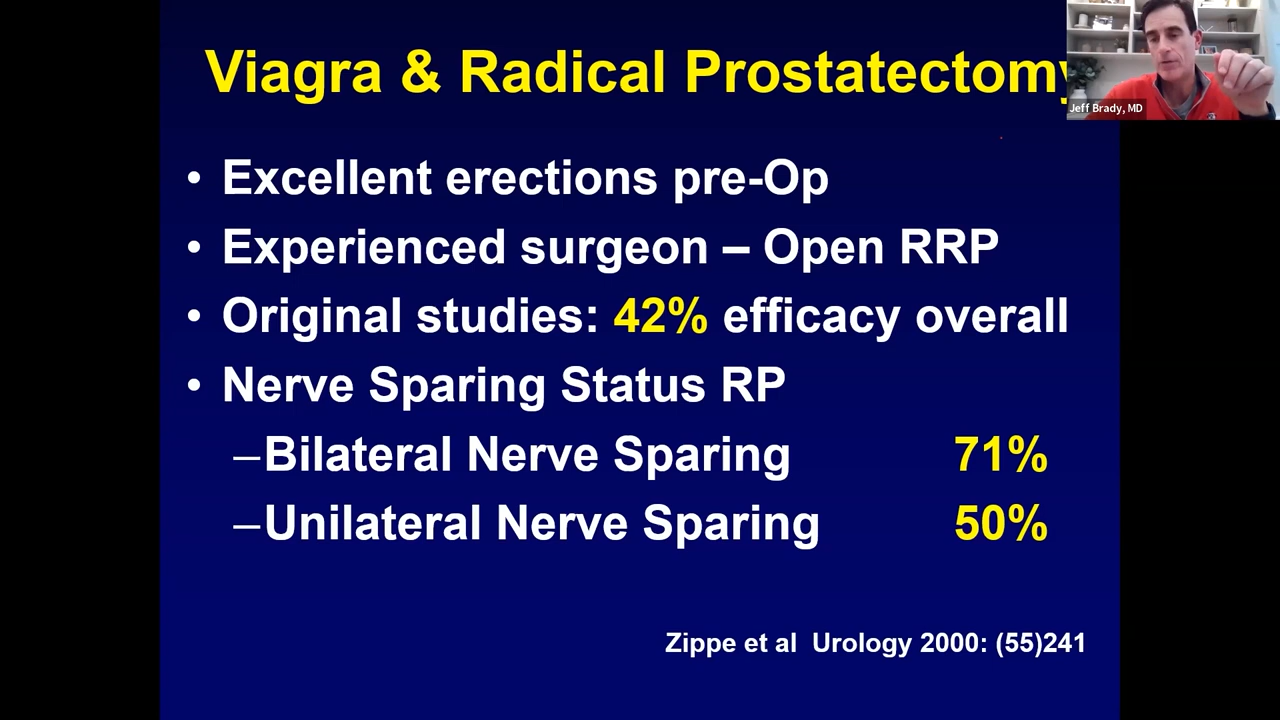 Viagra & Radical Prostatectomy
Jeff Brady, MD
• Excellent erections pre-Op
• Experienced surgeon – Open RRP
• Original studies: 42% efficacy overall
• Nerve Sparing Status RP
–Bilateral Nerve Sparing 71%
–Unilateral Nerve Sparing 50%
Zippe et al Urology 2000: (55)241